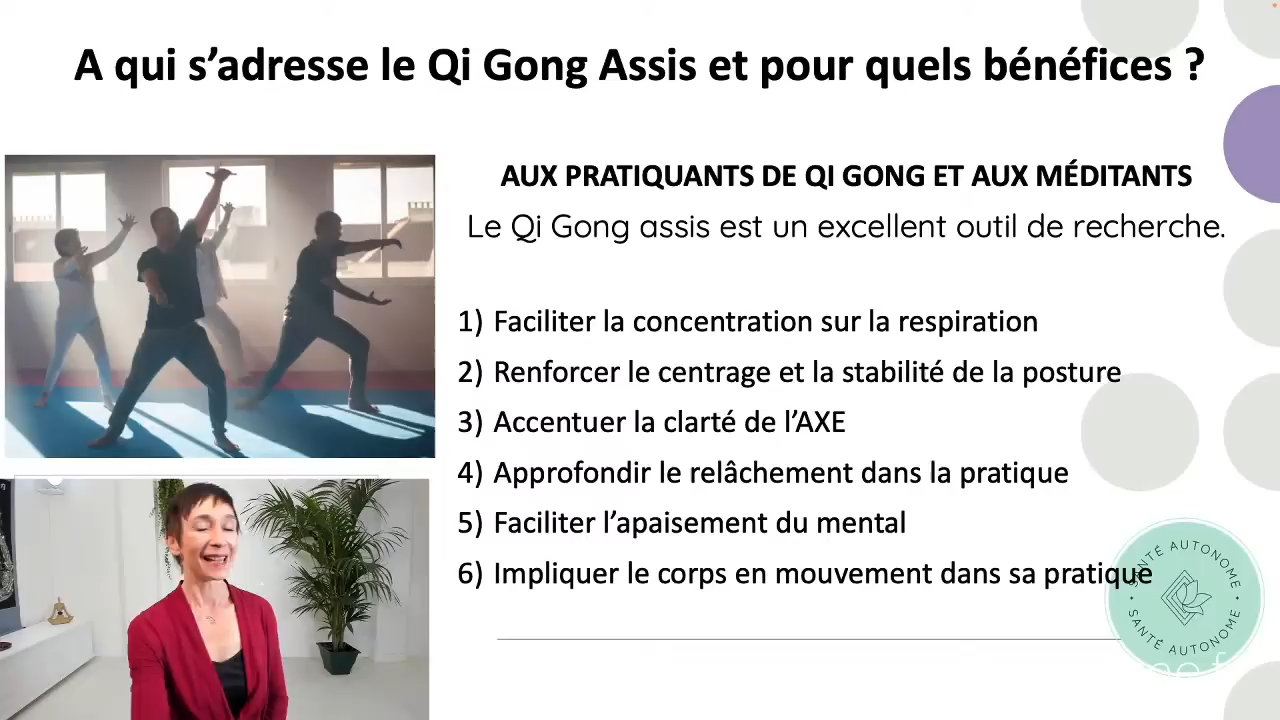 A qui s’adresse le Qi Gong Assis et pour quels bénéfices ?
AUX PRATIQUANTS DE QI GONG ET AUX MÉDITANTS
Le Qi Gong assis est un excellent outil de recherche.
1) Faciliter la concentration sur la respiration
2) Renforcer le centrage et la stabilité de la posture
3) Accentuer la clarté de l’AXE
4) Approfondir le relâchement dans la pratique
5) Faciliter l’apaisement du mental
6) Impliquer le corps en mouvement dans sa pratique
SANTÉ AUTONOME
SANTÉ AUTONOME